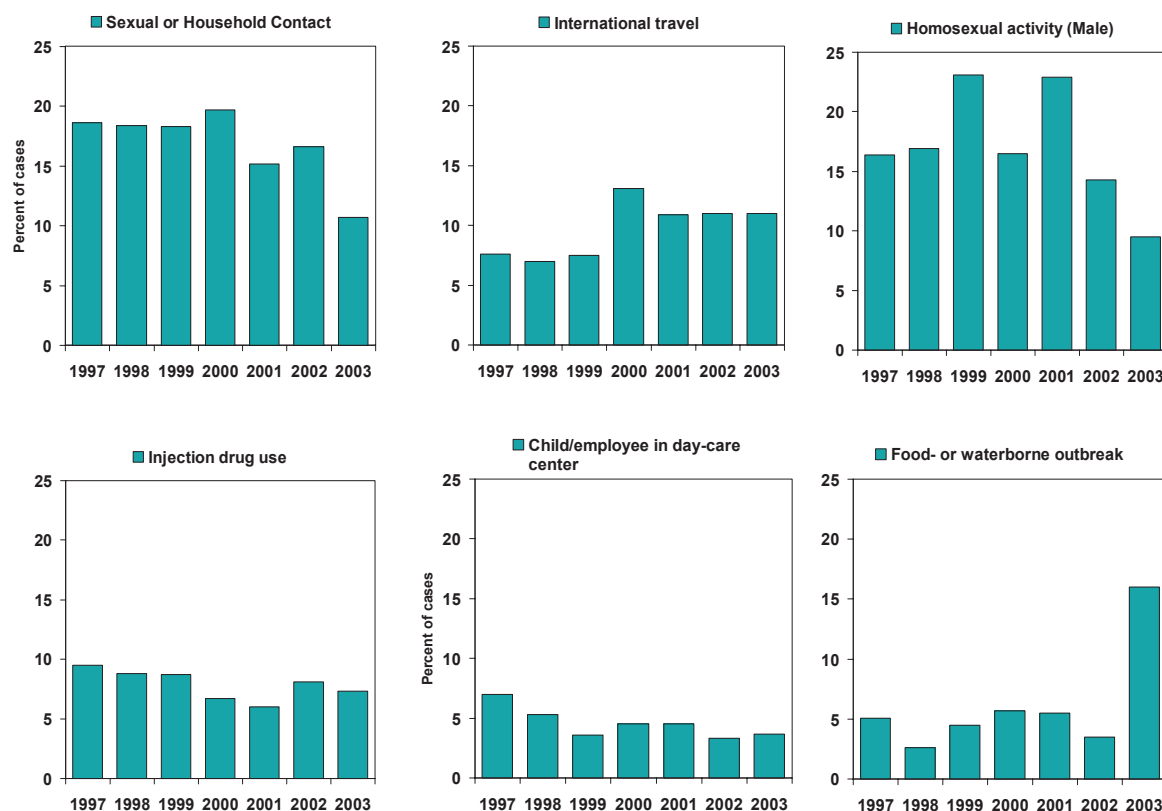 Sexual or Household Contact
25
20
15
10
5
0
Percent of cases
1997 1998 1999 2000 2001 2002 2003
International travel
25
20
15
10
5
0
1997 1998 1999 2000 2001 2002 2003
Homosexual activity (Male)
25
20
15
10
5
0
1997 1998 1999 2000 2001 2002 2003
Injection drug use
25
20
15
10
5
0
1997 1998 1999 2000 2001 2002 2003
Child/employee in day-care
center
25
20
15
10
5
0
Percent of cases
1997 1998 1999 2000 2001 2002 2003
Food- or waterborne outbreak
25
20
15
10
5
0
1997 1998 1999 2000 2001 2002 2003